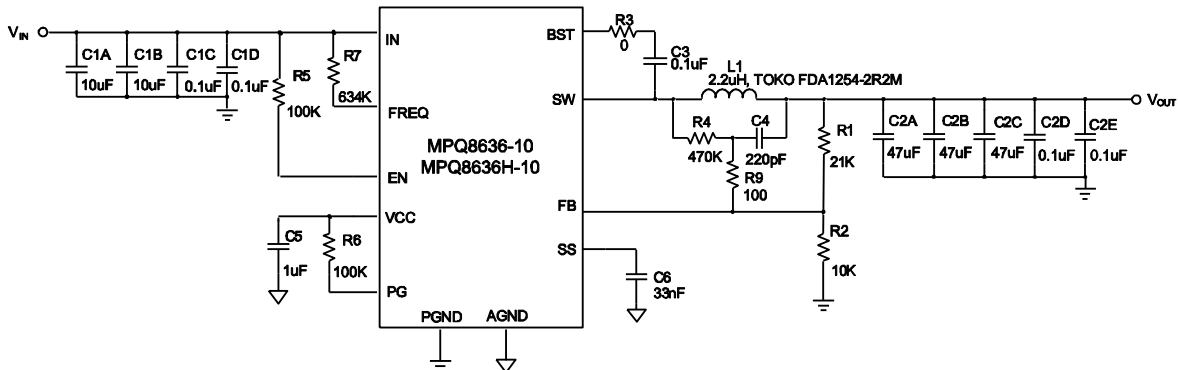 VIN
C1A
10uF
C1B
10uF
C1C
0.1uF
C1D
0.1uF
R5
100K
R7
634K
IN
FREQ
EN
VCC
PG
PGND
AGND
BST
SW
FB
SS
MPQ8636-10
MPQ8636H-10
C5
1uF
R6
100K
R3
0
C3
0.1uF
L1
2.2uH, TOKO FDA1254-2R2M
R4
470K
C4
220pF
R9
100
R1
21K
R2
10K
C6
33nF
C2A
47uF
C2B
47uF
C2C
47uF
C2D
0.1uF
C2E
0.1uF
VOUT